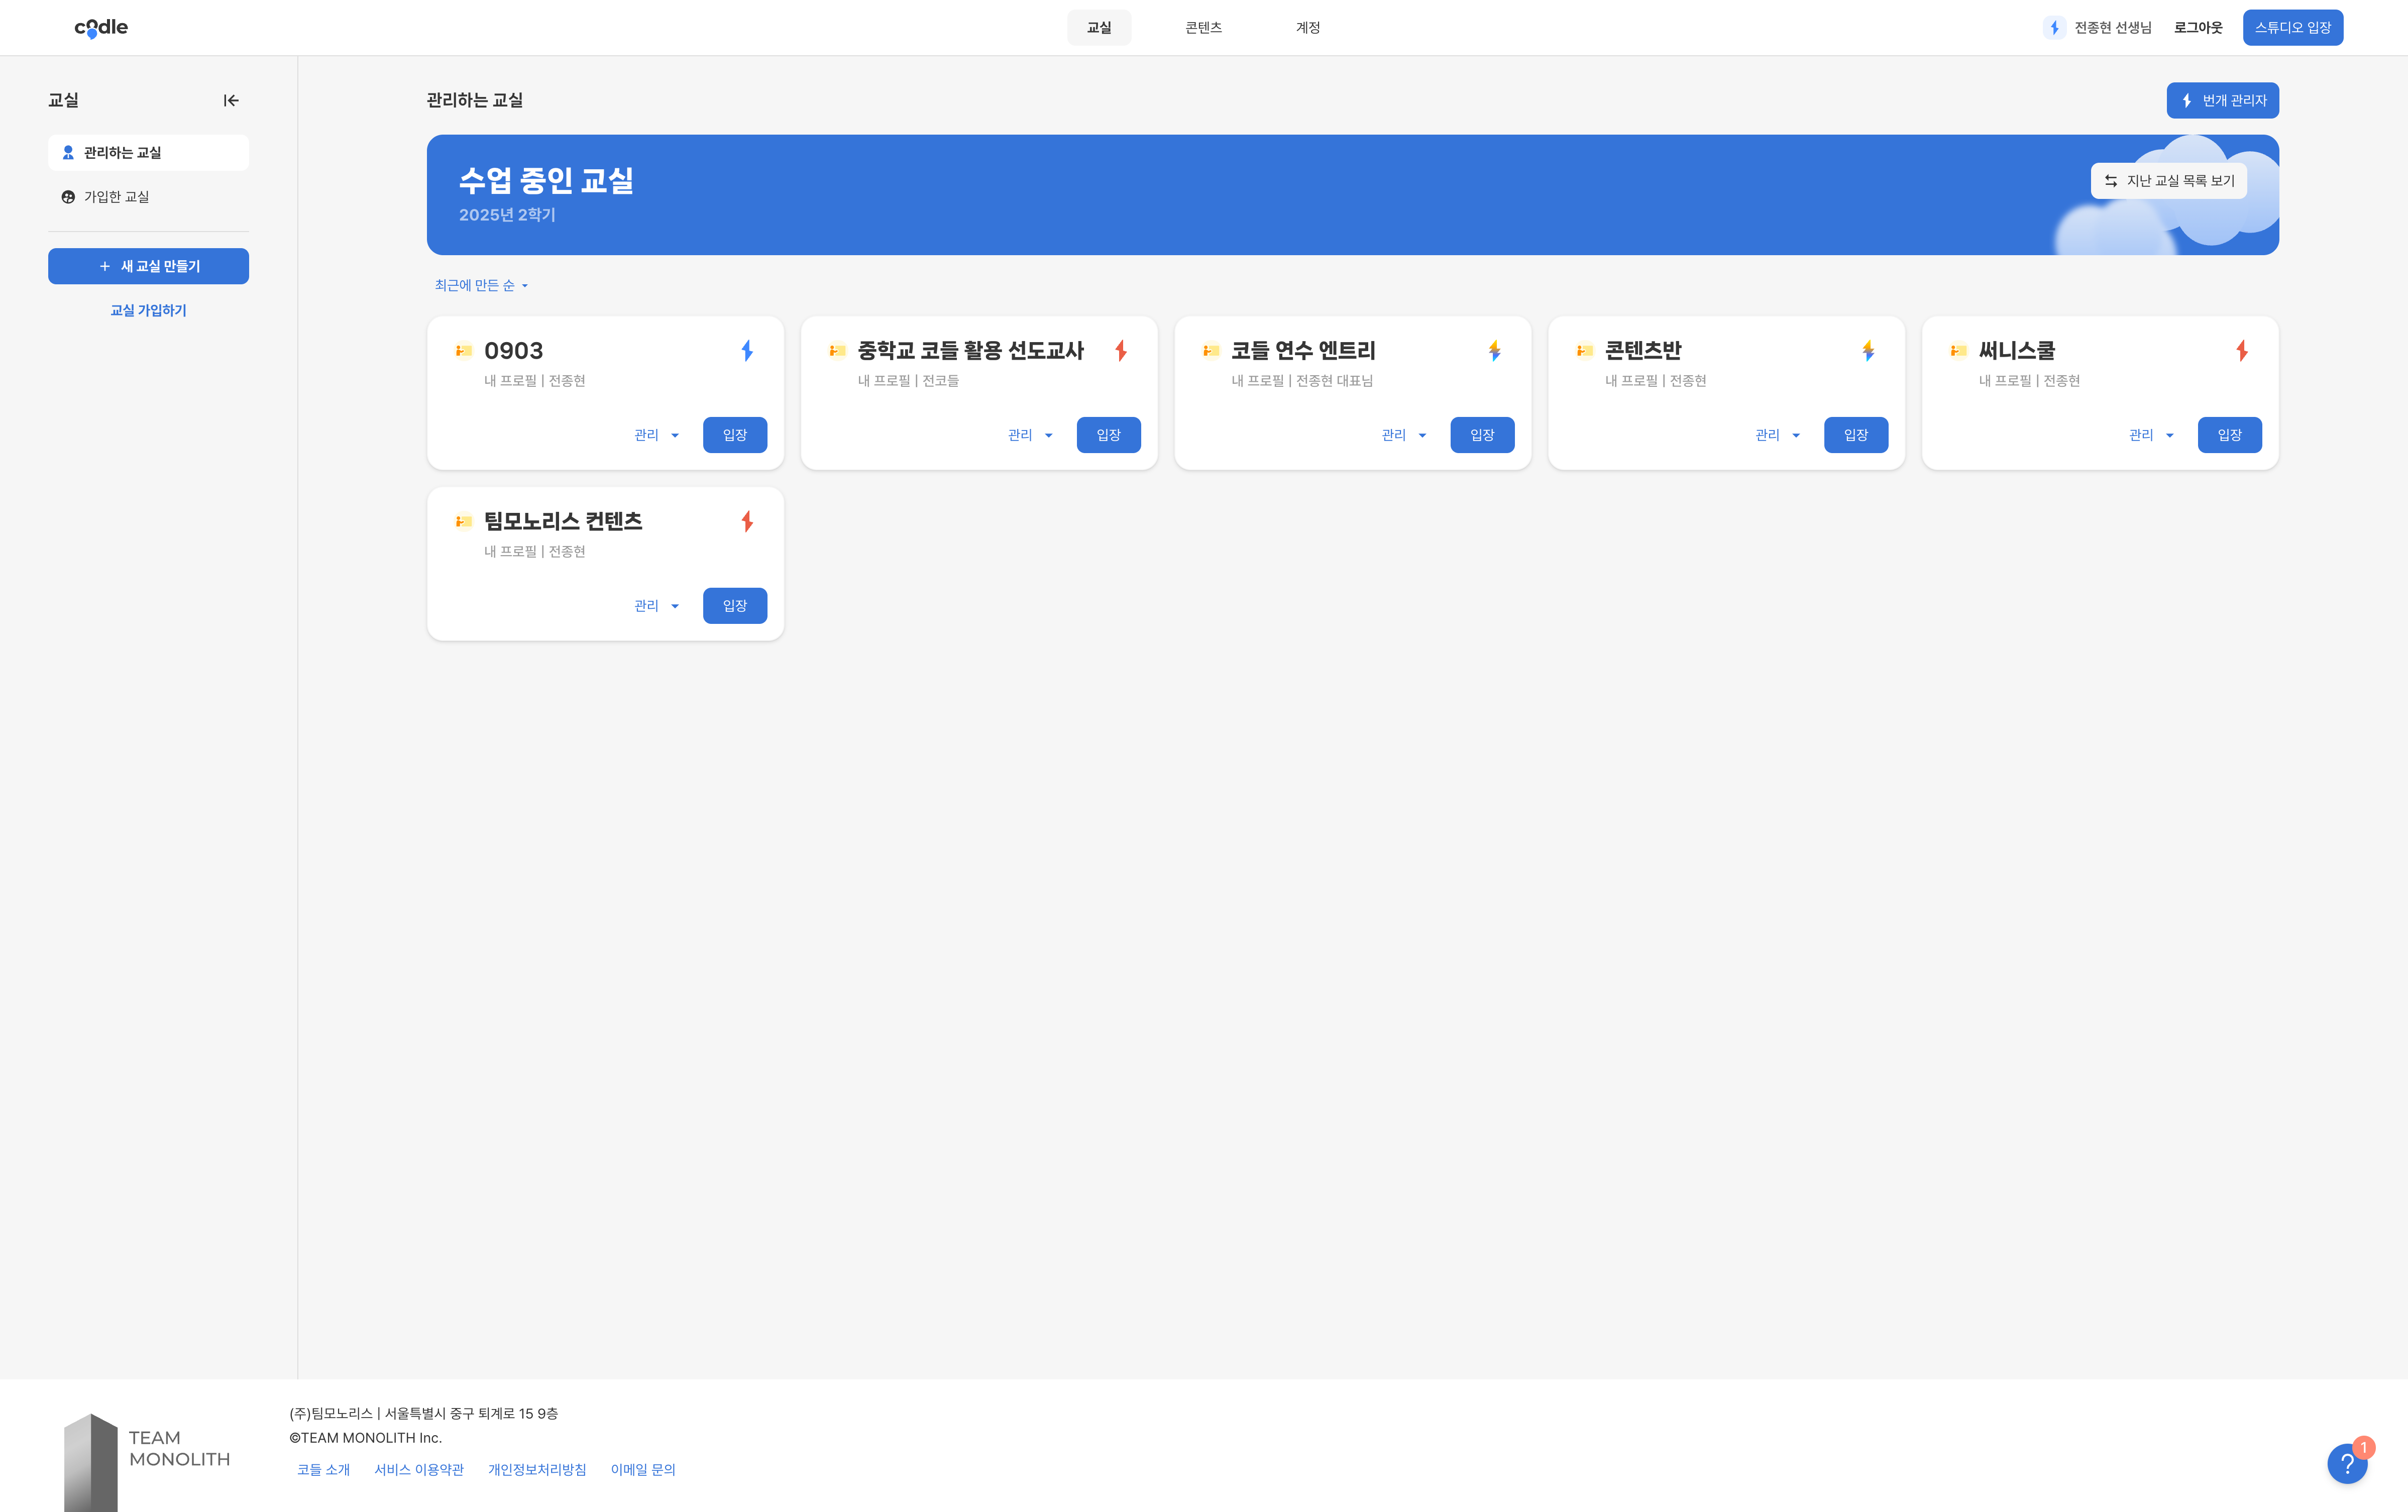 codle
교실
콘텐츠
계정
전종현 선생님
로그아웃
스튜디오 입장
교실
관리하는 교실
가입한 교실
새 교실 만들기
교실 가입하기
관리하는 교실
번개 관리자
수업 중인 교실
2025년 2학기
지난 교실 목록 보기
최근에 만든 순
0903
내 프로필 | 전종현
관리
입장
중학교 코들 활용 선도교사
내 프로필 | 전코들
관리
입장
코들 연수 엔트리
내 프로필 | 전종현 대표님
관리
입장
콘텐츠반
내 프로필 | 전종현
관리
입장
써니스쿨
내 프로필 | 전종현
관리
입장
팀모노리스 컨텐츠
내 프로필 | 전종현
관리
입장
TEAM
MONOLITH
(주)팀모노리스 | 서울특별시 중구 퇴계로 15 9층
©TEAM MONOLITH Inc.
코들 소개
서비스 이용약관
개인정보처리방침
이메일 문의
?
1